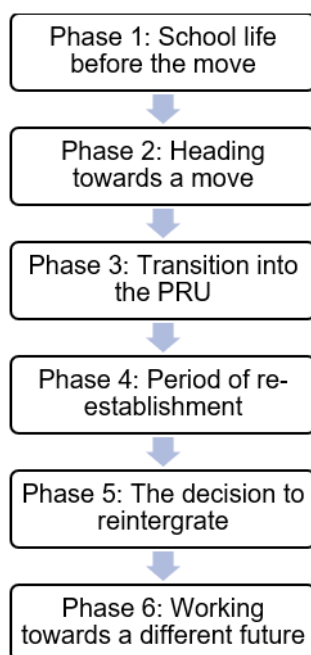 Phase 1: School life
before the move
Phase 2: Heading
towards a move
Phase 3: Transition into
the PRU
Phase 4: Period of re-
establishment
Phase 5: The decision to
reintergrate
Phase 6: Working
towards a different future